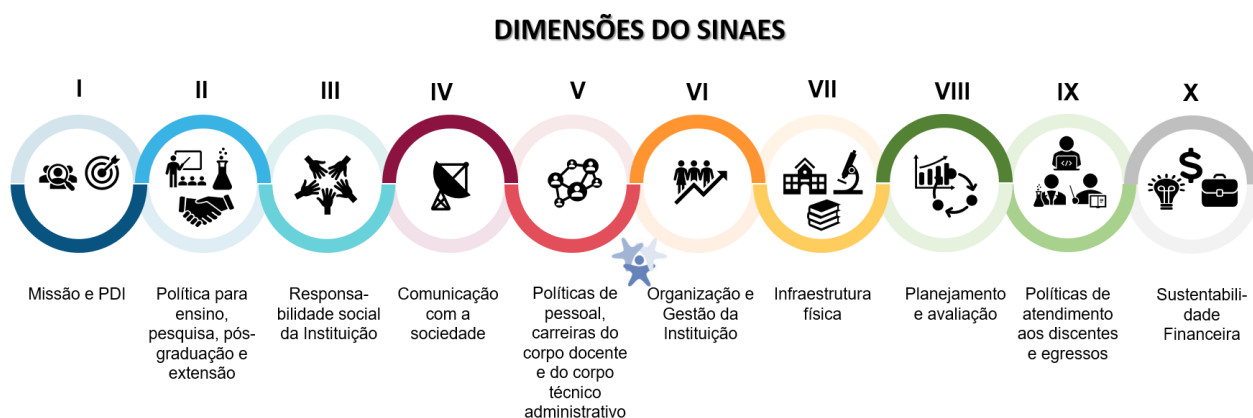 DIMENSÕES DO SINAES
I
II
III
IV
V
VI
VII
VIII
IX
X
Missão e PDI
Política para
ensino,
pesquisa, pós-
graduação e
extensão
Responsa-
bilidade social
da Instituição
Comunicação
com a
sociedade
Políticas de
pessoal,
carreiras do
corpo docente
e do corpo
técnico
administrativo
Organização e
Gestão da
Instituição
Infraestrutura
física
Planejamento
e avaliação
Políticas de
atendimento
aos discentes
e egressos
Sustentabili-
dade
Financeira